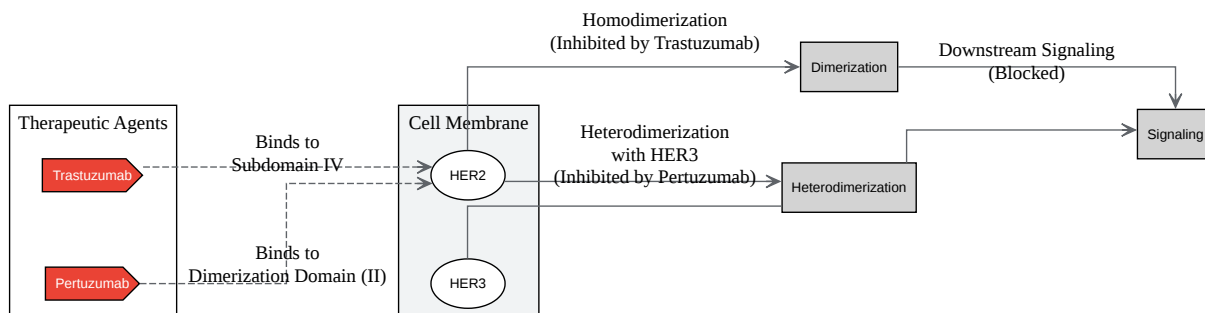 Homodimerization
(Inhibited by Trastuzumab)
Dimerization
Downstream Signaling
(Blocked)
Therapeutic Agents
Cell Membrane
Signaling
Binds to
Subdomain IV
Heterodimerization
with HER3
(Inhibited by Pertuzumab)
Trastuzumab
HER2
Heterodimerization
Binds to
Dimerization Domain (II)
Pertuzumab
HER3